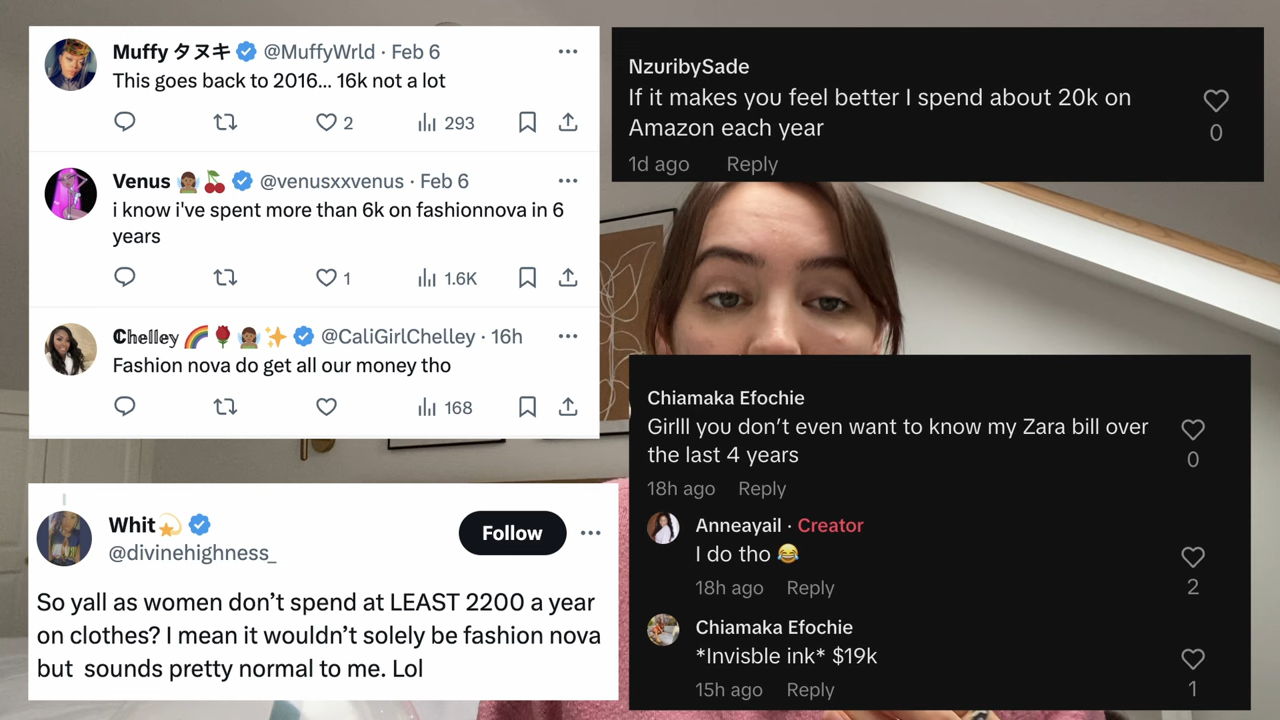 Muffy タヌキ @MuffyWrld · Feb 6
This goes back to 2016... 16k not a lot
2 293
Venus @venusxxvenus · Feb 6
i know i've spent more than 6k on fashionnova in 6
years
1 1.6K
ℂ𝕙𝕖𝕝𝕝𝕖𝕪 @CaliGirlChelley · 16h
Fashion nova do get all our money tho
168
Whit
@divinehighness_
Follow
So yall as women don’t spend at LEAST 2200 a year
on clothes? I mean it wouldn’t solely be fashion nova
but sounds pretty normal to me. Lol
NzuribySade
If it makes you feel better I spend about 20k on
Amazon each year
0
1d ago Reply
Chiamaka Efochie
Girlll you don’t even want to know my Zara bill over
the last 4 years
0
18h ago Reply
Anneayail · Creator
I do tho 😂
18h ago Reply
2
Chiamaka Efochie
*Invisble ink* $19k
15h ago Reply
1